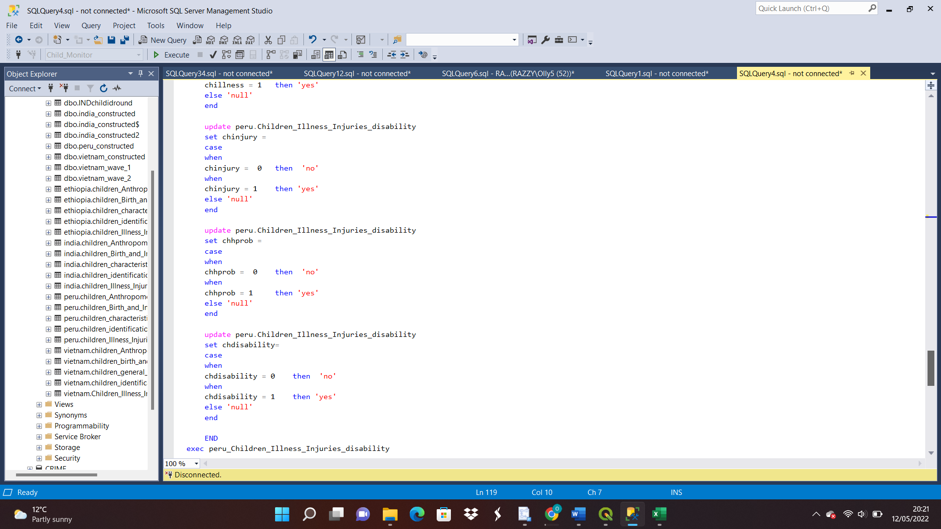 SQLQuery4.sql - not connected* - Microsoft SQL Server Management Studio
Quick Launch (Ctrl+Q)
File Edit View Query Project Tools Window Help
New Query
Child_Monitor Execute
Object Explorer
SQLQuery34.sql - not connected* SQLQuery12.sql - not connected* SQLQuery6.sql - RA...(RAZZY\Olly5 (52))* SQLQuery1.sql - not connected* SQLQuery4.sql - not connected*
Connect
dbo.INDchildidround
dbo.india_constructed
dbo.india_constructed$
dbo.india_constructed2
dbo.peru_constructed
dbo.vietnam_constructed
dbo.vietnam_wave_1
dbo.vietnam_wave_2
ethiopia.children_Anthrop
ethiopia.children_Birth_an
ethiopia.children_characte
ethiopia.children_identific
ethiopia.children_Illness_In
india.children_Anthropom
india.children_Birth_and_Ir
india.children_characterist
india.children_identificatio
india.children_Illness_Injur
peru.children_Anthropome
peru.children_Birth_and_Ir
peru.children_characterist
peru.children_identificatio
peru.children_Illness_Injuri
vietnam.children_Anthrop
vietnam.children_birth_an
vietnam.children_general_
vietnam.children_identific
vietnam.Children_Illness_Ir
Views
Synonyms
Programmability
Service Broker
Storage
Security
CRIME
chillness = 1 then 'yes'
else 'null'
end
update peru.Children_Illness_Injuries_disability
set chinjury =
case
when
chinjury = 0 then 'no'
when
chinjury = 1 then 'yes'
else 'null'
end
update peru.Children_Illness_Injuries_disability
set chhprob =
case
when
chhprob = 0 then 'no'
when
chhprob = 1 then 'yes'
else 'null'
end
update peru.Children_Illness_Injuries_disability
set chdisability=
case
when
chdisability = 0 then 'no'
when
chdisability = 1 then 'yes'
else 'null'
end
END
exec peru_Children_Illness_Injuries_disability
100 %
Disconnected.
Ready Ln 119 Col 10 Ch 7 INS
12°C
Partly sunny
20:21
12/05/2022